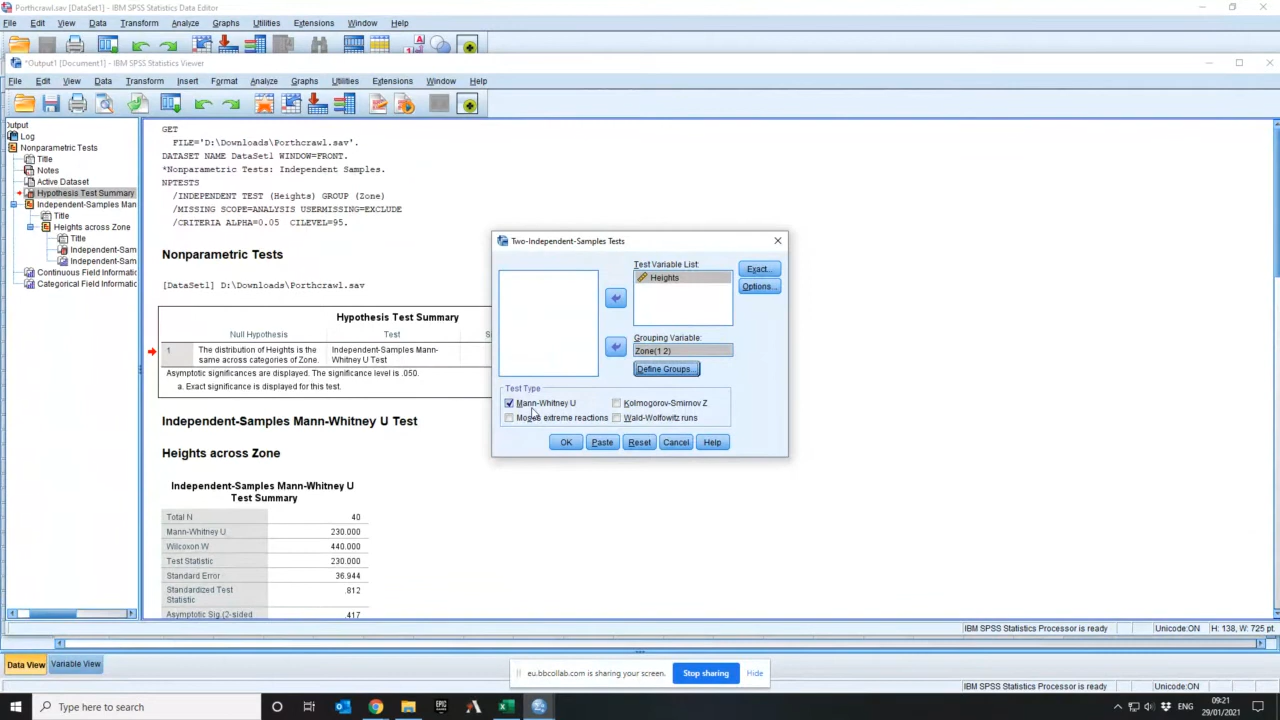 Porthcrawl.sav [DataSet1] - IBM SPSS Statistics Data Editor
File Edit View Data Transform Analyze Graphs Utilities Extensions Window Help
*Output1 [Document1] - IBM SPSS Statistics Viewer
File Edit View Data Transform Insert Format Analyze Graphs Utilities Extensions Window Help
utput
Log
Nonparametric Tests
Title
Notes
Active Dataset
Hypothesis Test Summary
Independent-Samples Man
Title
Heights across Zone
Title
Independent-Sam
Independent-Sam
Continuous Field Informatic
Categorical Field Informatic
GET
FILE='D:\Downloads\Porthcrawl.sav'.
DATASET NAME DataSet1 WINDOW=FRONT.
*Nonparametric Tests: Independent Samples.
NPTESTS
/INDEPENDENT TEST (Heights) GROUP (Zone)
/MISSING SCOPE=ANALYSIS USERMISSING=EXCLUDE
/CRITERIA ALPHA=0.05 CILEVEL=95.
Nonparametric Tests
[DataSet1] D:\Downloads\Porthcrawl.sav
Hypothesis Test Summary
Null Hypothesis Test S
1 The distribution of Heights is the same across categories of Zone. Independent-Samples Mann-Whitney U Test
Asymptotic significances are displayed. The significance level is .050.
a. Exact significance is displayed for this test.
Independent-Samples Mann-Whitney U Test
Heights across Zone
Independent-Samples Mann-Whitney U
Test Summary
Total N 40
Mann-Whitney U 230.000
Wilcoxon W 440.000
Test Statistic 230.000
Standard Error 36.944
Standardized Test Statistic .812
Asymptotic Sig.(2-sided .417
Two-Independent-Samples Tests
Test Variable List:
Heights
Exact...
Options...
Grouping Variable:
Zone(1 2)
Define Groups...
Test Type
Mann-Whitney U Kolmogorov-Smirnov Z
Moses extreme reactions Wald-Wolfowitz runs
OK Paste Reset Cancel Help
IBM SPSS Statistics Processor is ready Unicode:ON H: 138, W: 725 pt.
Data View Variable View
eu.bbcollab.com is sharing your screen. Stop sharing Hide
IBM SPSS Statistics Processor is ready Unicode:ON
Type here to search
EPIC
GAMES
ENG
09:21
29/01/2021